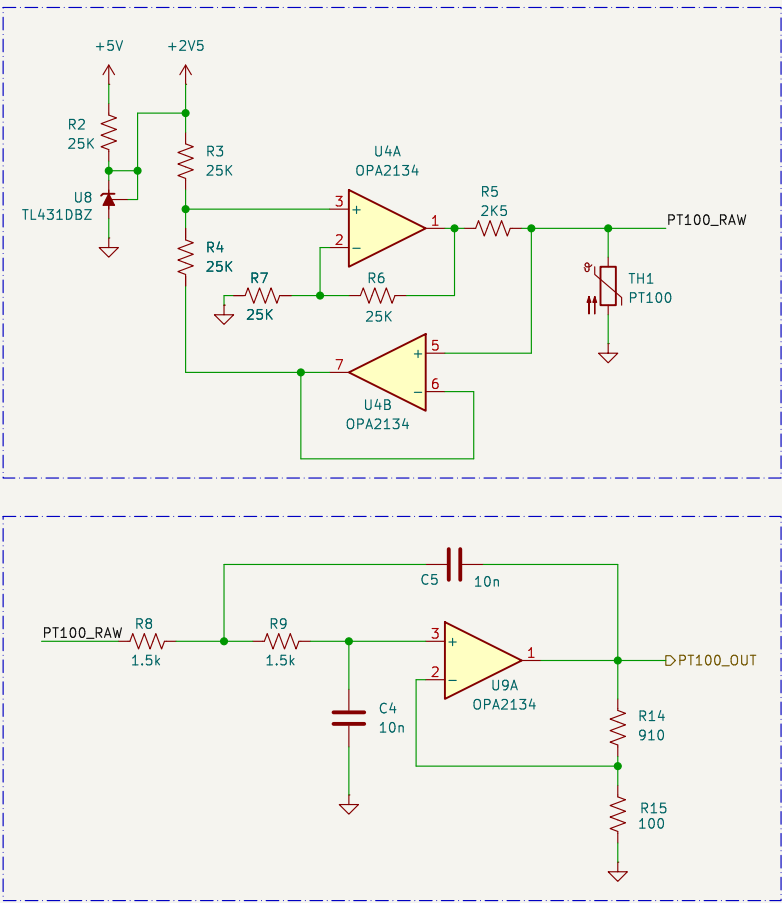 +5V
+2V5
R2
25K
R3
25K
U8
TL431DBZ
R4
25K
U4A
OPA2134
3
+
2
−
1
R5
2K5
PT100_RAW
TH1
PT100
R7
25K
R6
25K
7
5
+
6
−
U4B
OPA2134
C5
10n
PT100_RAW
R8
1.5k
R9
1.5k
3
+
2
−
1
U9A
OPA2134
PT100_OUT
C4
10n
R14
910
R15
100